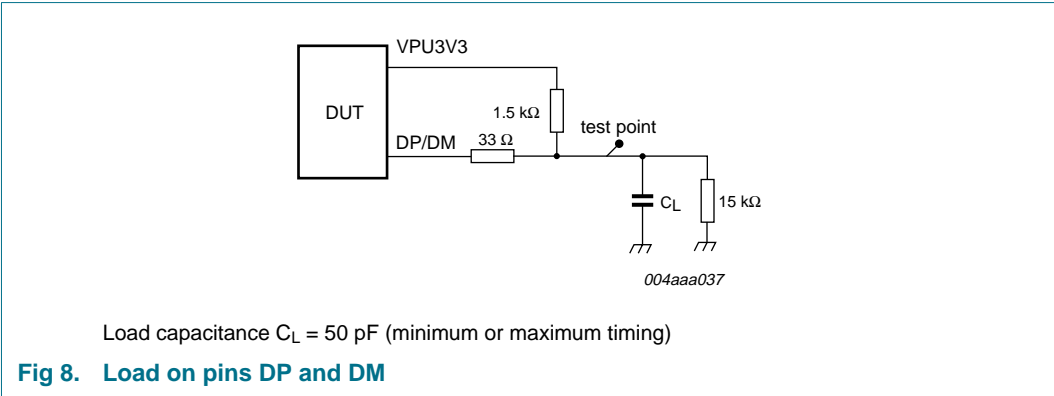 VPU3V3
DUT
1.5 kΩ
test point
DP/DM
33 Ω
CL
15 kΩ
004aaa037
Load capacitance CL = 50 pF (minimum or maximum timing)
Fig 8. Load on pins DP and DM